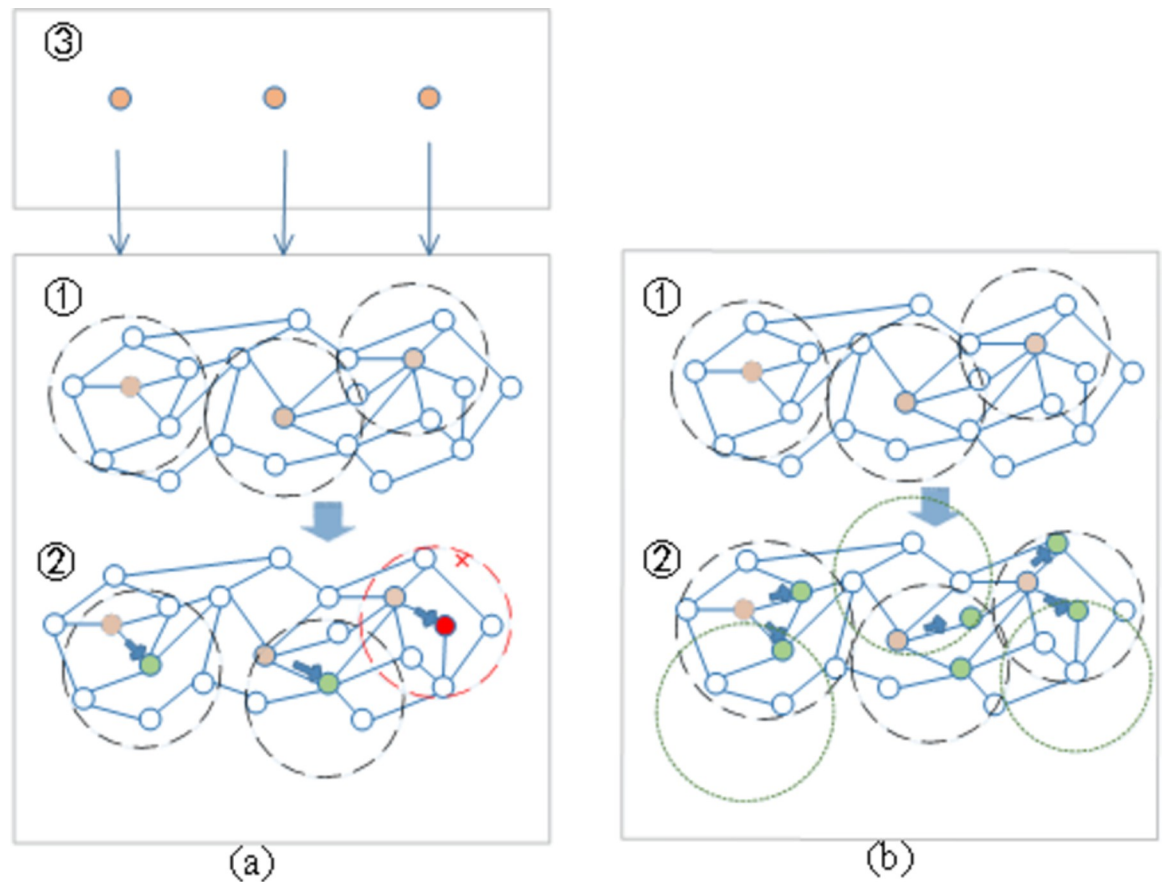 ③
① ①
② ②
(a) (b)